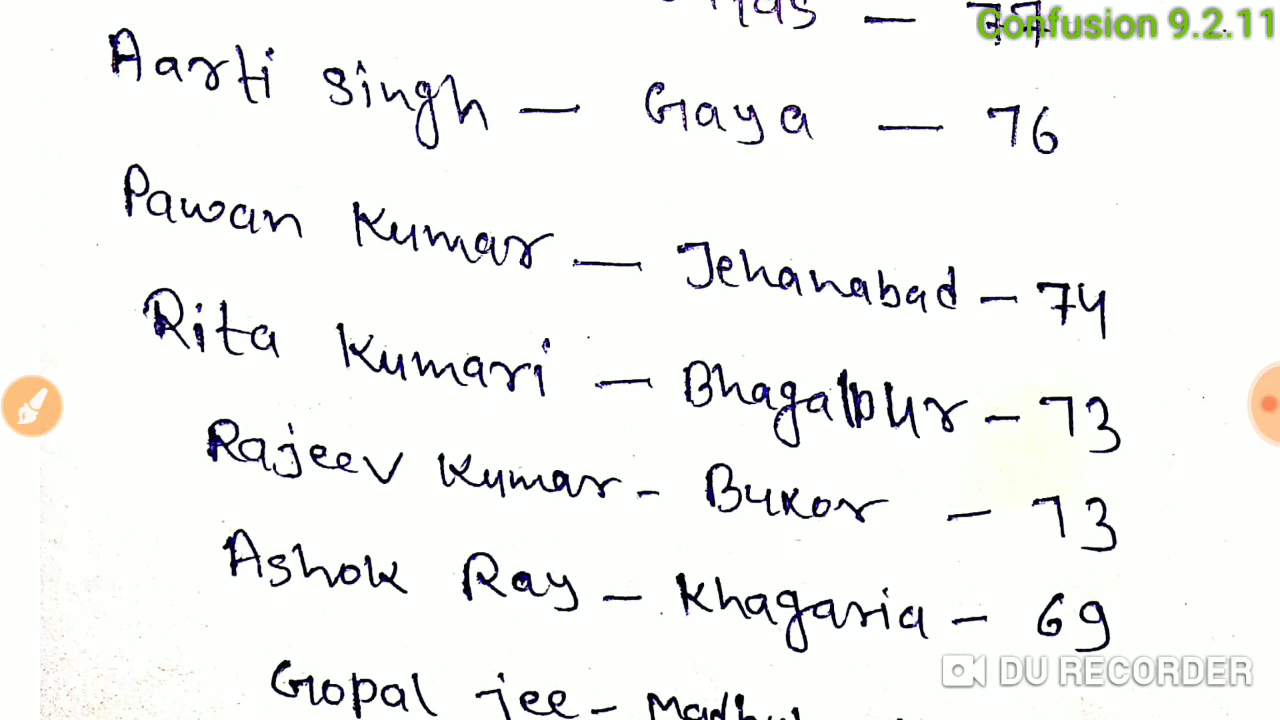 77
Confusion 9.2.11
Aarti Singh — Gaya — 76
Pawan Kumar — Jehanabad — 74
Rita Kumari — Bhagalpur — 73
Rajeev Kumar - Buxor — 73
Ashok Ray — Khagaria — 69
Gopal jee —
DU RECORDER